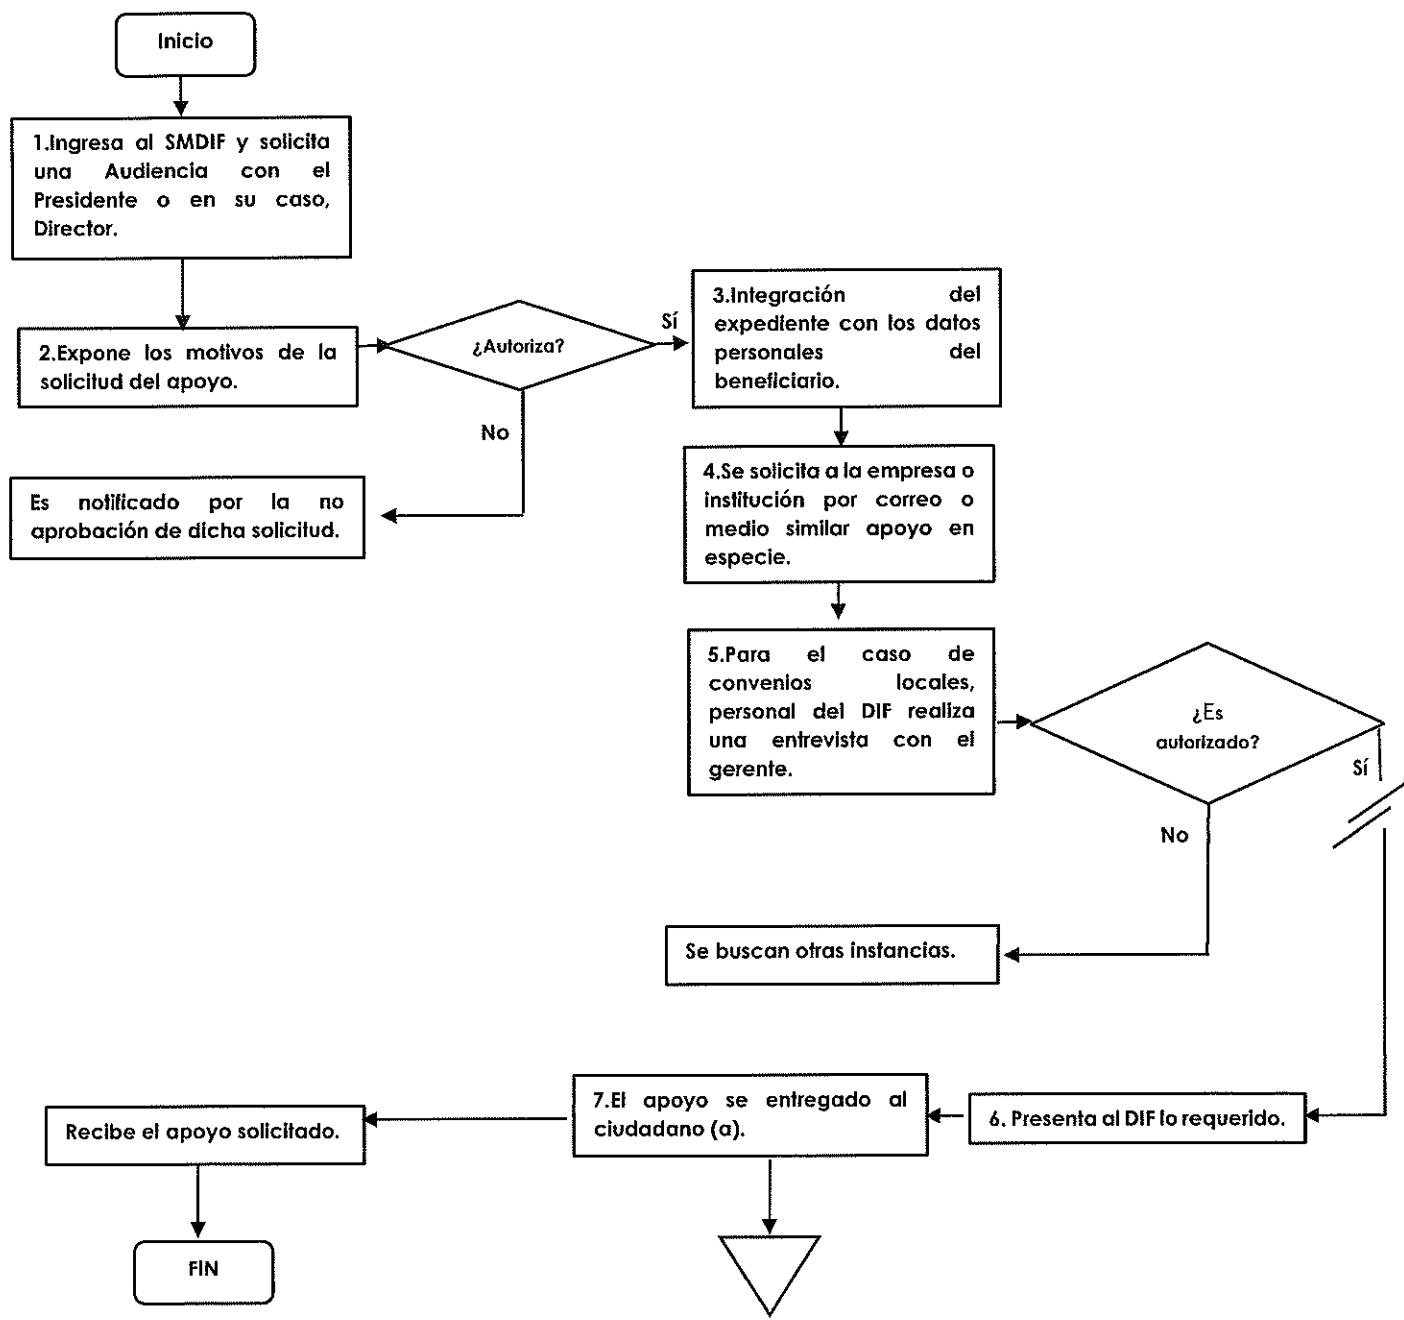 Inicio
1.Ingresa al SMDIF y solicita
una Audiencia con el
Presidente o en su caso,
Director.
2.Expone los motivos de la
solicitud del apoyo.
¿Autoriza?
Sí
No
Es notificado por la no
aprobación de dicha solicitud.
3.Integración del
expediente con los datos
personales del
beneficiario.
4.Se solicita a la empresa o
institución por correo o
medio similar apoyo en
especie.
5.Para el caso de
convenios locales,
personal del DIF realiza
una entrevista con el
gerente.
¿Es
autorizado?
Sí
No
Se buscan otras instancias.
6. Presenta al DIF lo requerido.
7.El apoyo se entregado al
ciudadano (a).
Recibe el apoyo solicitado.
FIN